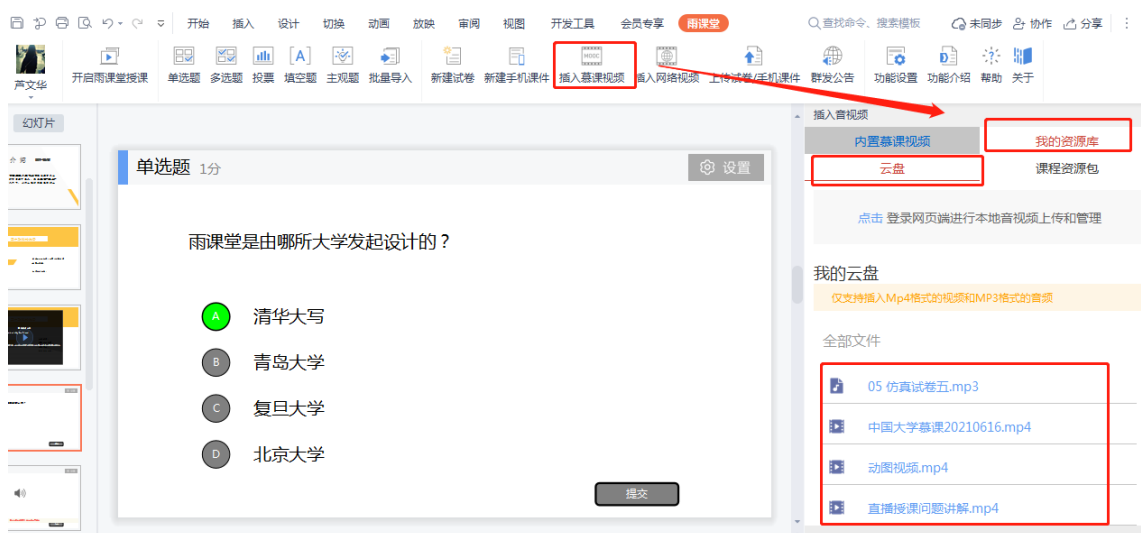 开始 插入 设计 切换 动画 放映 审阅 视图 开发工具 会员专享 雨课堂 查找命令、搜索模板 未同步 协作 分享
芦文华 开启雨课堂授课 单选题 多选题 投票 填空题 主观题 批量导入 新建试卷 新建手机课件 插入慕课视频 插入网络视频 上传试卷/手机课件 群发公告 功能设置 功能介绍 帮助 关于
幻灯片
插入音视频
内置慕课视频 我的资源库
云盘 课程资源包
点击 登录网页端进行本地音视频上传和管理
我的云盘
仅支持插入Mp4格式的视频和MP3格式的音频
全部文件
05 仿真试卷五.mp3
中国大学慕课20210616.mp4
动图视频.mp4
直播授课问题讲解.mp4
单选题 1分 设置
雨课堂是由哪所大学发起设计的？
A 清华大写
B 青岛大学
C 复旦大学
D 北京大学
提交